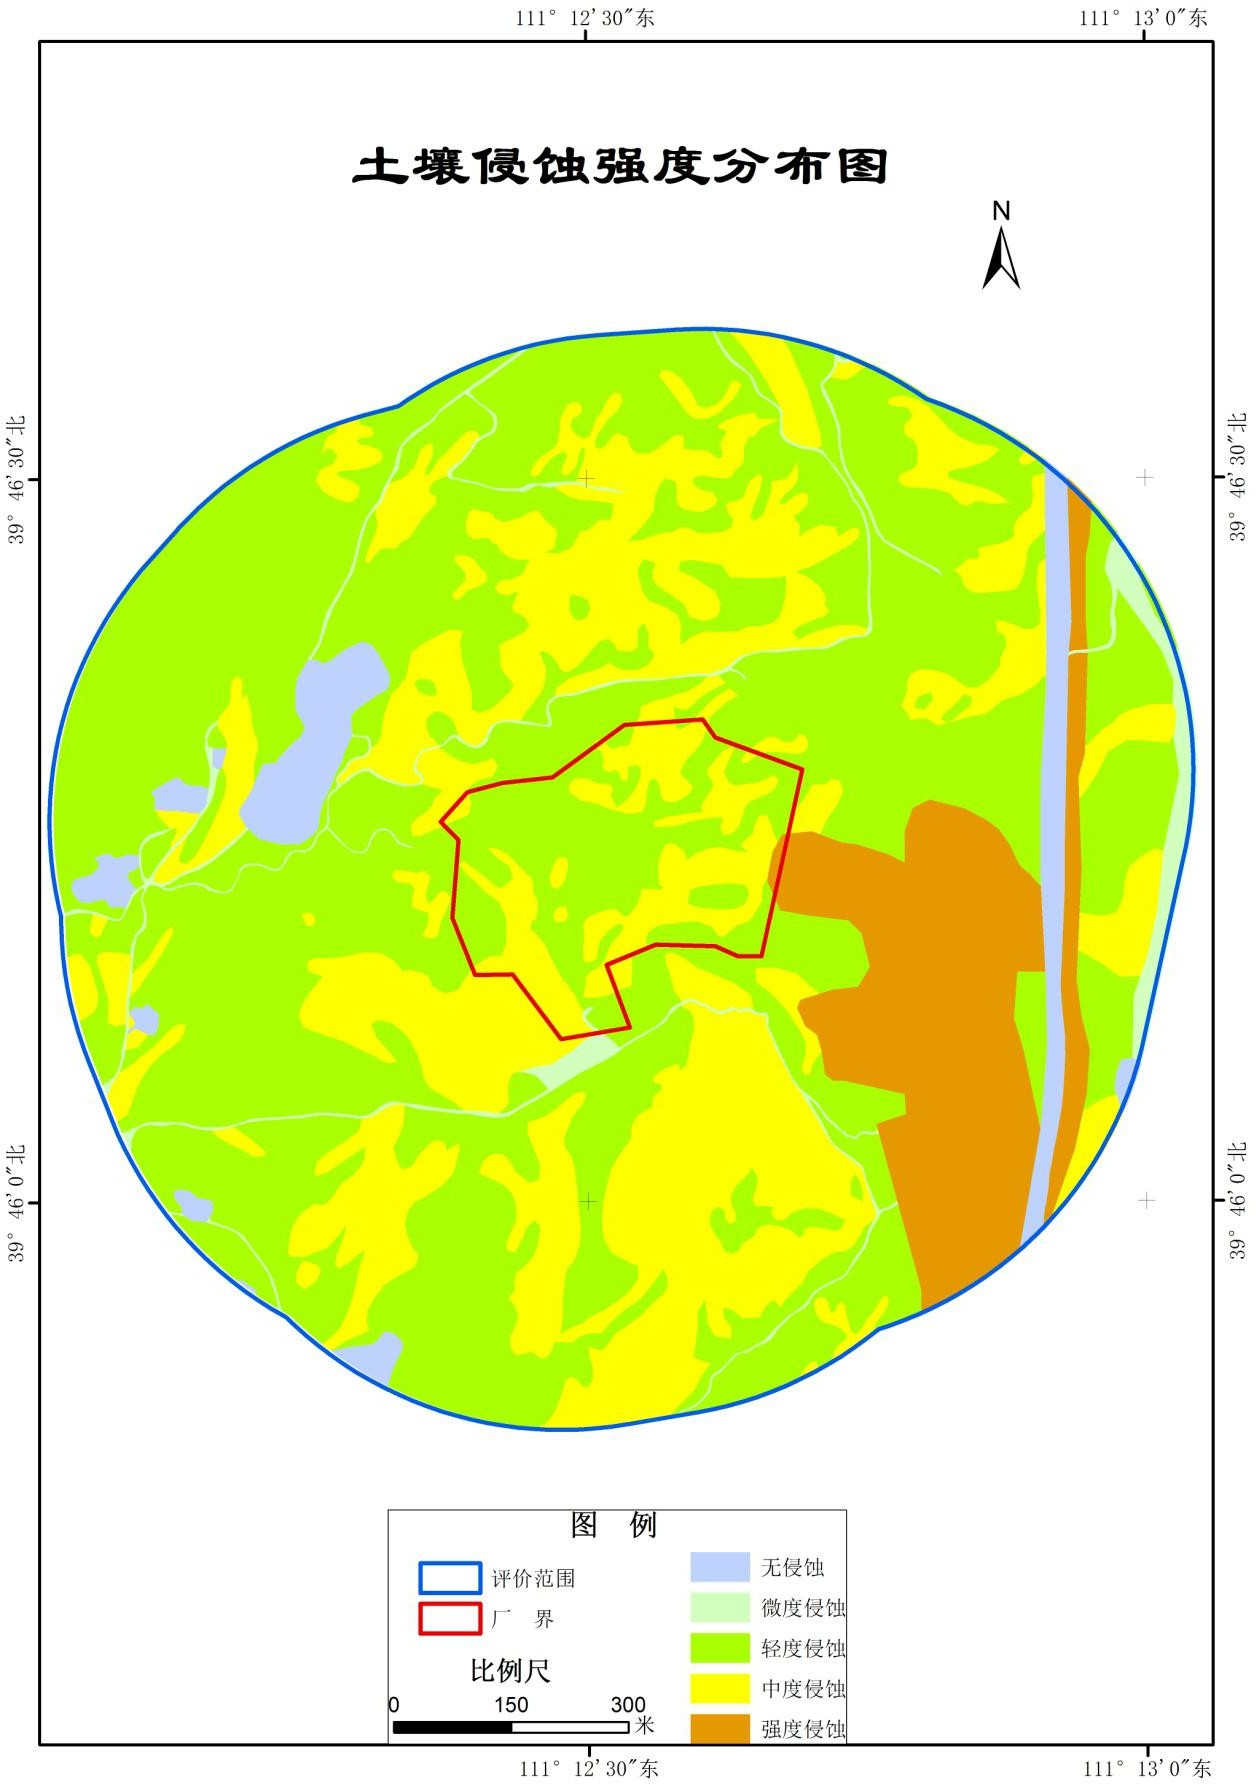 111° 12′30″东
111° 13′0″东
土壤侵蚀强度分布图
N
39° 46′30″北
39° 46′30″北
39° 46′0″北
39° 46′0″北
图 例
评价范围
厂 界
比例尺
0 150 300
米
无侵蚀
微度侵蚀
轻度侵蚀
中度侵蚀
强度侵蚀
111° 12′30″东
111° 13′0″东